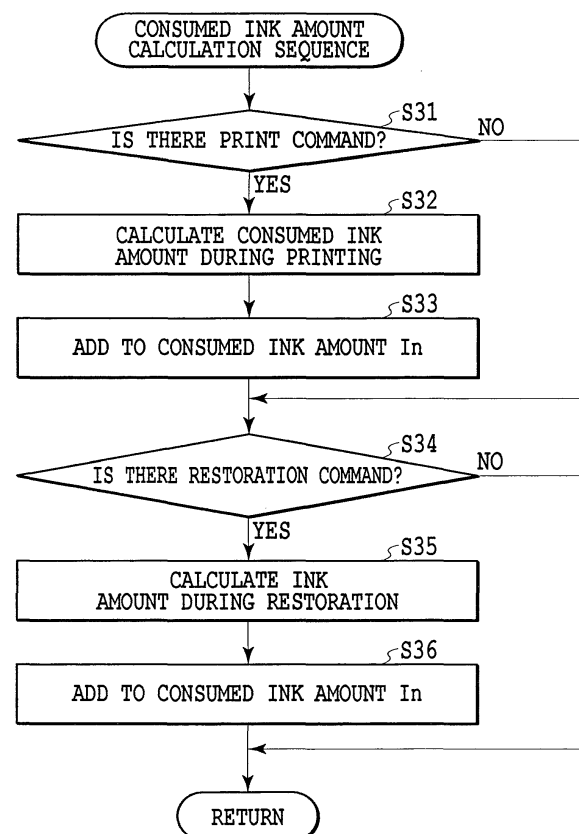 CONSUMED INK AMOUNT
CALCULATION SEQUENCE
S31
IS THERE PRINT COMMAND?
NO
YES
S32
CALCULATE CONSUMED INK
AMOUNT DURING PRINTING
S33
ADD TO CONSUMED INK AMOUNT In
S34
IS THERE RESTORATION COMMAND?
NO
YES
S35
CALCULATE INK
AMOUNT DURING RESTORATION
S36
ADD TO CONSUMED INK AMOUNT In
RETURN